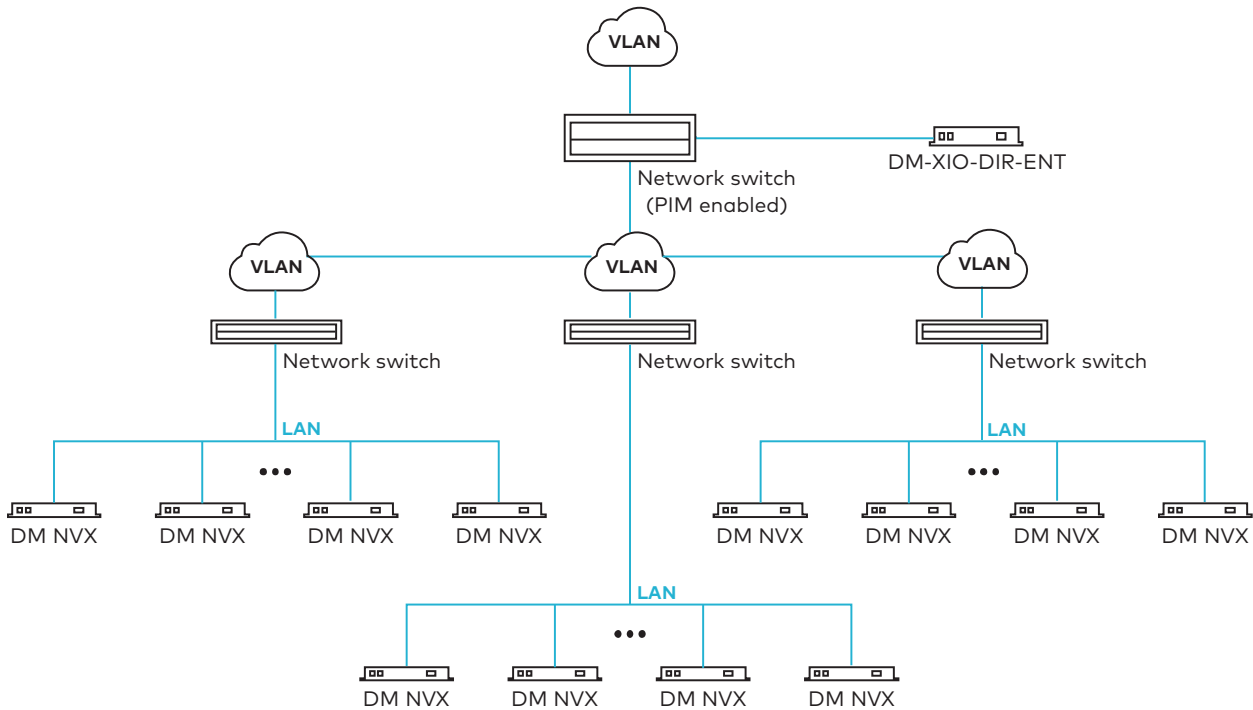 VLAN
DM-XIO-DIR-ENT
Network switch
(PIM enabled)
VLAN
VLAN
VLAN
Network switch
Network switch
Network switch
LAN
LAN
DM NVX
DM NVX
DM NVX
DM NVX
DM NVX
DM NVX
DM NVX
DM NVX
LAN
DM NVX
DM NVX
DM NVX
DM NVX